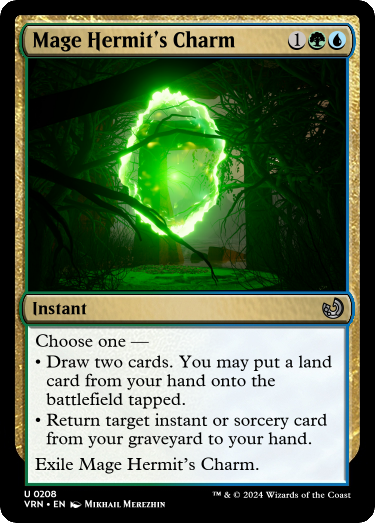 Mage Hermit's Charm 1
Instant
Choose one —
• Draw two cards. You may put a land
card from your hand onto the
battlefield tapped.
• Return target instant or sorcery card
from your graveyard to your hand.
Exile Mage Hermit's Charm.
U 0208
VRN • EN Mikhail Merezhin
™ & © 2024 Wizards of the Coast